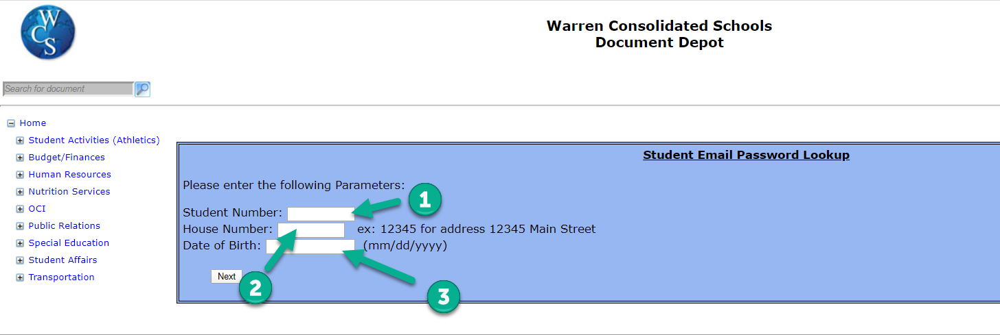 WCS
Warren Consolidated Schools
Document Depot
Search for document
Home
Student Activities (Athletics)
Budget/Finances
Human Resources
Nutrition Services
OCI
Public Relations
Special Education
Student Affairs
Transportation
Student Email Password Lookup
Please enter the following Parameters:
1
Student Number:
House Number: ex: 12345 for address 12345 Main Street
Date of Birth: (mm/dd/yyyy)
Next
2
3